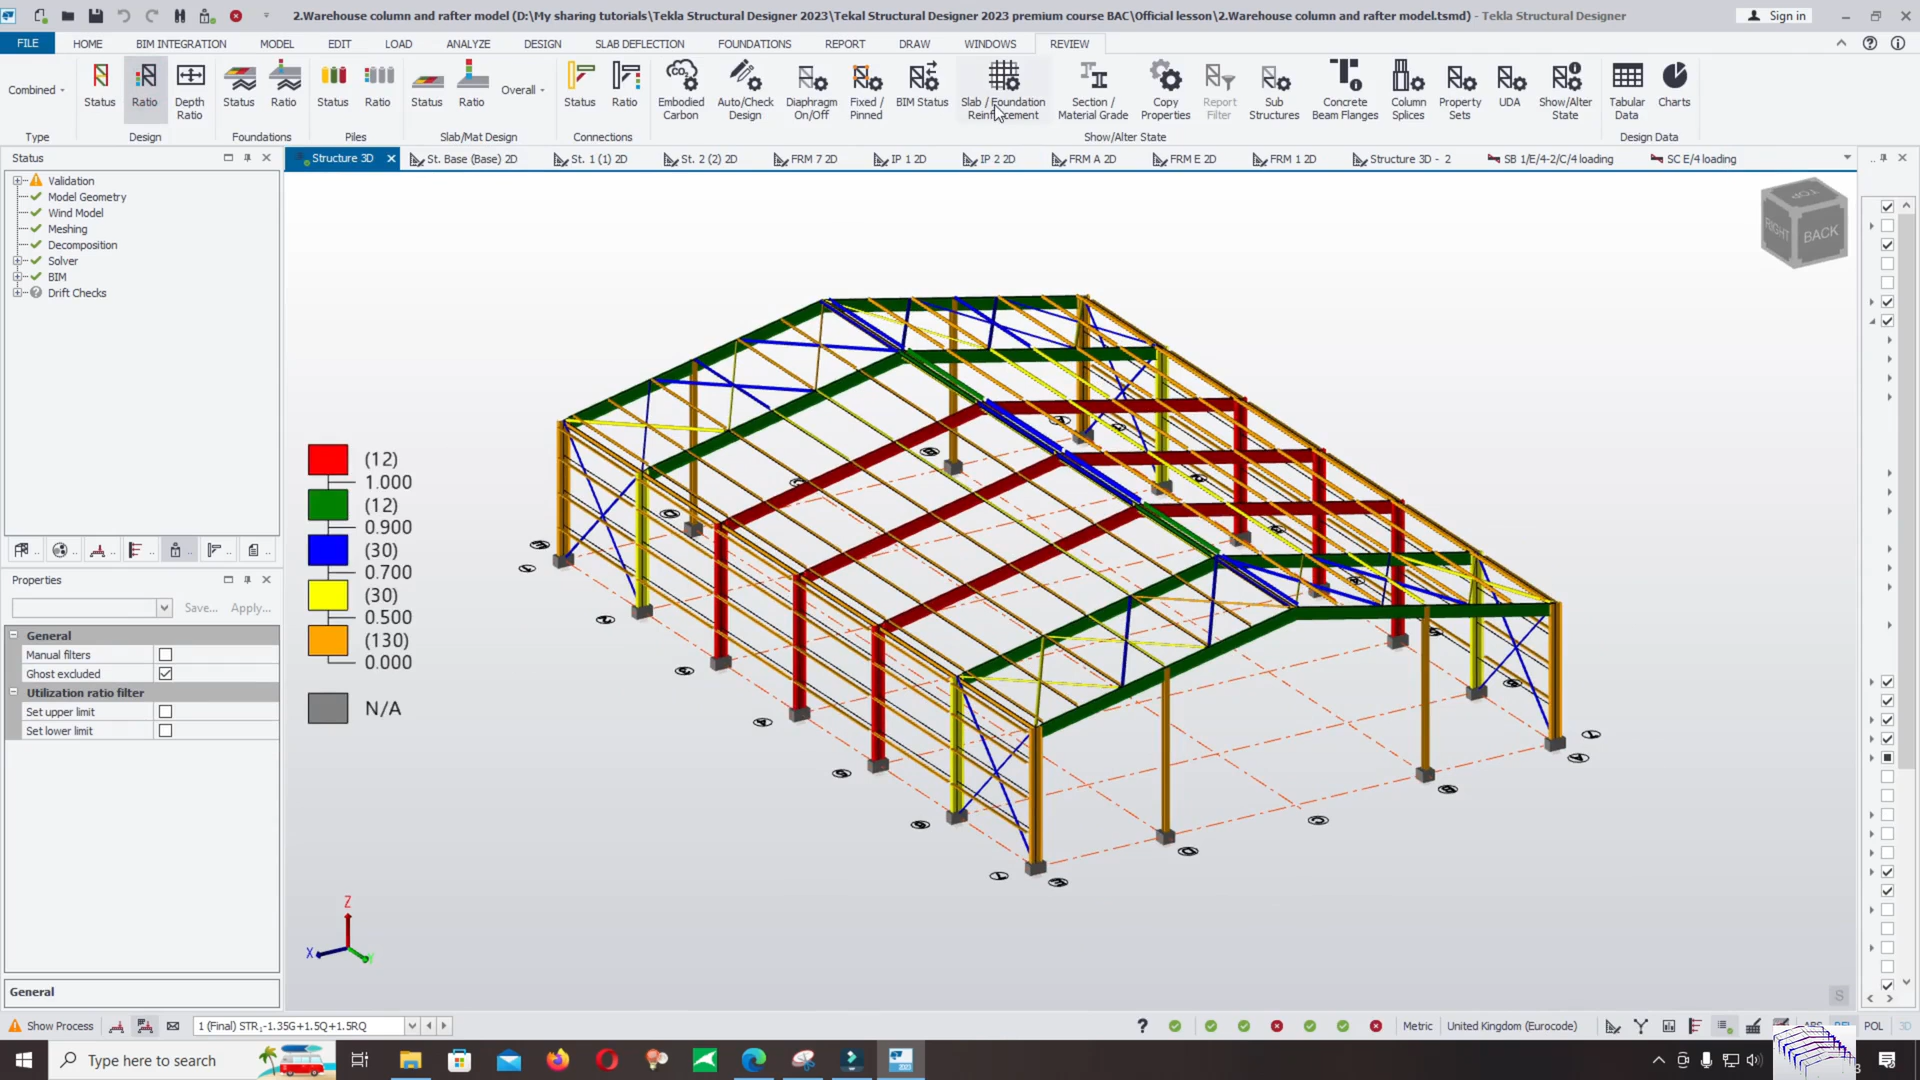 2.Warehouse column and rafter model (D:\My sharing tutorials\Tekla Structural Designer 2023\Tekal Structural Designer 2023 premium course BAC\Official lesson\2.Warehouse column and rafter model.tsmd) - Tekla Structural Designer
Sign in
FILE HOME BIM INTEGRATION MODEL EDIT LOAD ANALYZE DESIGN SLAB DEFLECTION FOUNDATIONS REPORT DRAW WINDOWS REVIEW
Combined Status Ratio Depth Ratio Status Ratio Status Ratio Status Ratio Overall Status Ratio Embodied Carbon Auto/Check Design Diaphragm On/Off Fixed / Pinned BIM Status Slab / Foundation Reinforcement Section / Material Grade Copy Properties Report Filter Sub Structures Concrete Beam Flanges Column Splices Property Sets UDA Show/Alter State Tabular Data Charts
Type Design Foundations Piles Slab/Mat Design Connections Show/Alter State Design Data
Status
Structure 3D St. Base (Base) 2D St. 1 (1) 2D St. 2 (2) 2D FRM 7 2D IP 1 2D IP 2 2D FRM A 2D FRM E 2D FRM 1 2D Structure 3D - 2 SB 1/E/4-2/C/4 loading SC E/4 loading
Validation
Model Geometry
Wind Model
Meshing
Decomposition
Solver
BIM
Drift Checks
TOP
RIGHT
BACK
(12)
1.000
(12)
0.900
(30)
0.700
(30)
0.500
(130)
0.000
N/A
Properties
Save... Apply...
General
Manual filters
Ghost excluded
Utilization ratio filter
Set upper limit
Set lower limit
Z
X
Y
General
S
Show Process 1 (Final) STR₁-1.35G+1.5Q+1.5RQ
Metric United Kingdom (Eurocode) POL 3D
Type here to search